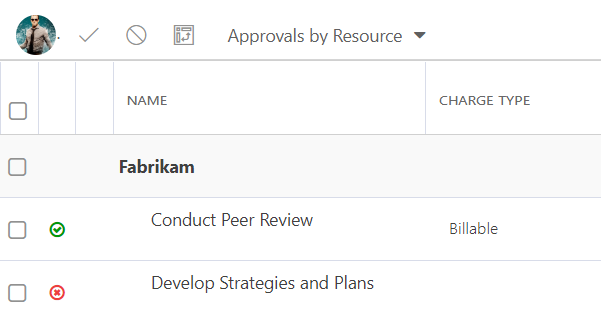 Approvals by Resource
NAME CHARGE TYPE
Fabrikam
Conduct Peer Review Billable
Develop Strategies and Plans